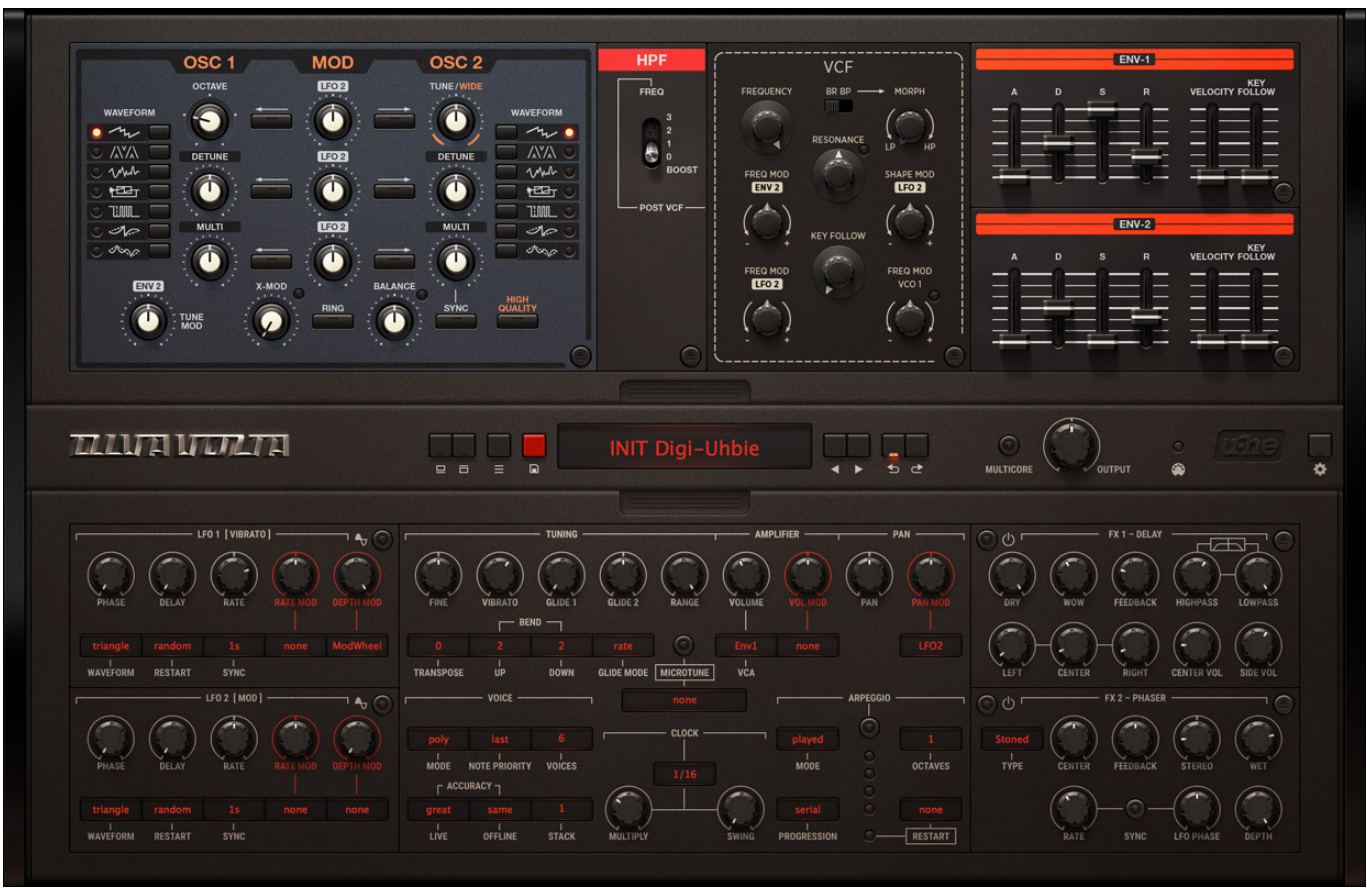 OSC 1 MOD OSC 2
OCTAVE LFO 2 TUNE/WIDE
WAVEFORM WAVEFORM
DETUNE LFO 2 DETUNE
MULTI LFO 2 MULTI
ENV 2 X-MOD BALANCE
TUNE MOD RING SYNC HIGH QUALITY
HPF
FREQ
3
2
1
0
BOOST
POST VCF
VCF
FREQUENCY BR BP MORPH
RESONANCE LP HP
FREQ MOD SHAPE MOD
ENV 2 LFO 2
- + - +
KEY FOLLOW
FREQ MOD FREQ MOD
LFO 2 VCO 1
- + - +
ENV-1
A D S R VELOCITY KEY FOLLOW
ENV-2
A D S R VELOCITY KEY FOLLOW
INIT Digi-Uhbie
MULTICORE OUTPUT
u-he
LFO 1 [ VIBRATO ]
PHASE DELAY RATE RATE MOD DEPTH MOD
triangle random 1s none ModWheel
WAVEFORM RESTART SYNC
LFO 2 [ MOD ]
PHASE DELAY RATE RATE MOD DEPTH MOD
triangle random 1s none none
WAVEFORM RESTART SYNC
TUNING AMPLIFIER PAN
FINE VIBRATO GLIDE 1 GLIDE 2 RANGE VOLUME VOL MOD PAN PAN MOD
BEND
0 2 2 rate Env1 none LFO2
TRANSPOSE UP DOWN GLIDE MODE MICROTUNE VCA
none
VOICE
poly last 6
MODE NOTE PRIORITY VOICES
ACCURACY
great same 1
LIVE OFFLINE STACK
CLOCK
1/16
MULTIPLY SWING
ARPEGGIO
played 1
MODE OCTAVES
serial none
PROGRESSION RESTART
FX 1 - DELAY
DRY WOW FEEDBACK HIGHPASS LOWPASS
LEFT CENTER RIGHT CENTER VOL SIDE VOL
FX 2 - PHASER
Stoned
TYPE CENTER FEEDBACK STEREO WET
RATE SYNC LFO PHASE DEPTH